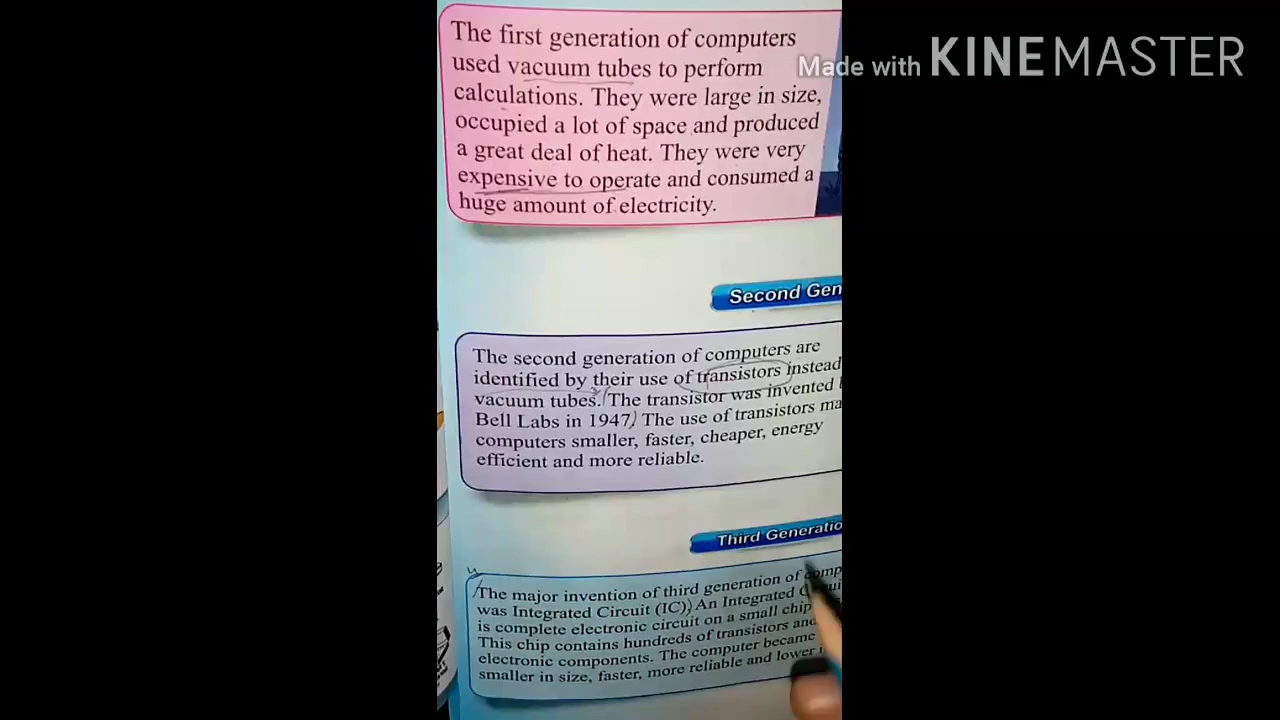 The first generation of computers
used vacuum tubes to perform
calculations. They were large in size,
occupied a lot of space and produced
a great deal of heat. They were very
expensive to operate and consumed a
huge amount of electricity.
Made with KINEMASTER
Second Gen
The second generation of computers are
identified by their use of transistors instead
vacuum tubes. The transistor was invented
Bell Labs in 1947. The use of transistors ma
computers smaller, faster, cheaper, energy
efficient and more reliable.
Third Generatio
The major invention of third generation of comp
was Integrated Circuit (IC). An Integrated
is complete electronic circuit on a small chip
This chip contains hundreds of transistors and
electronic components. The computer became
smaller in size, faster, more reliable and lower